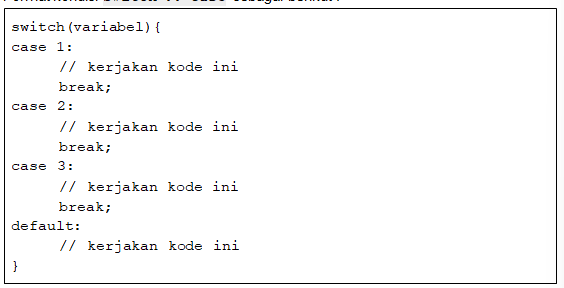 switch(variabel){
case 1:
// kerjakan kode ini
break;
case 2:
// kerjakan kode ini
break;
case 3:
// kerjakan kode ini
break;
default:
// kerjakan kode ini
}